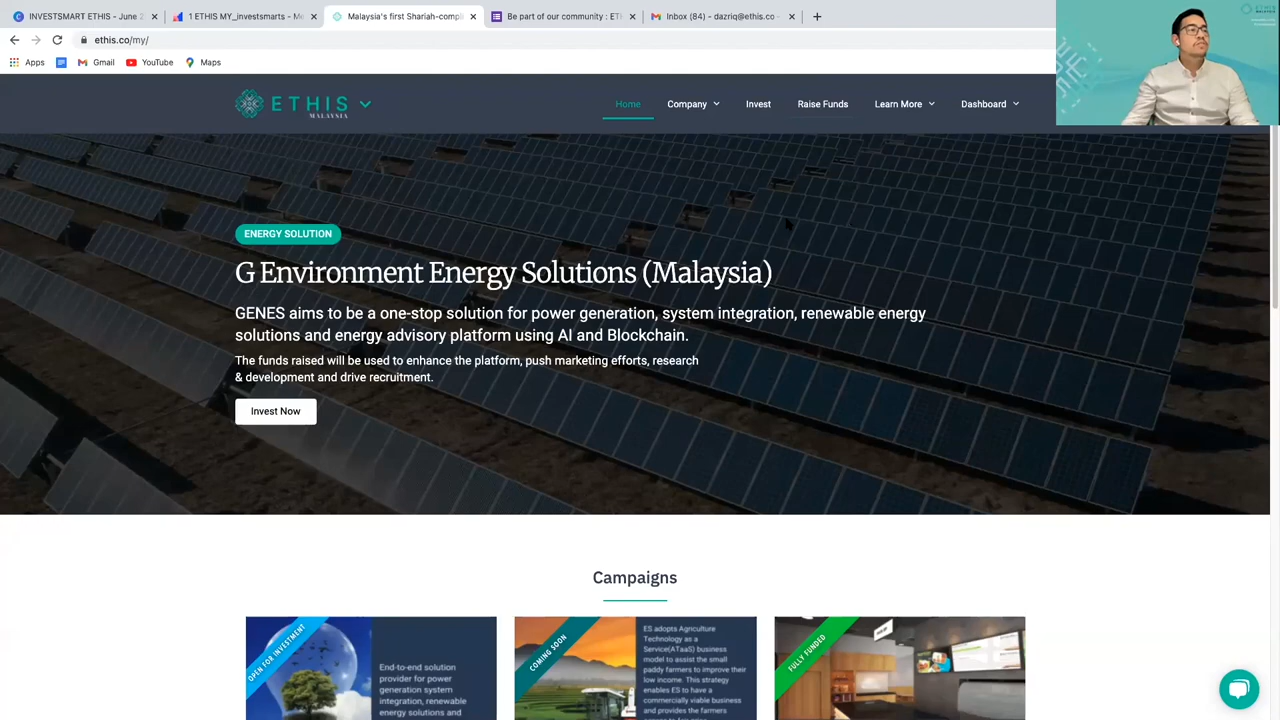 INVESTSMART ETHIS - June 2
1 ETHIS MY_investsmarts - Me
Malaysia's first Shariah-compli
Be part of our community : ETH
Inbox (84) - dazriq@ethis.co -
ethis.co/my/
Apps
Gmail
YouTube
Maps
ETHIS
MALAYSIA
Home
Company
Invest
Raise Funds
Learn More
Dashboard
ETHIS
MALAYSIA
ENERGY SOLUTION
G Environment Energy Solutions (Malaysia)
GENES aims to be a one-stop solution for power generation, system integration, renewable energy
solutions and energy advisory platform using AI and Blockchain.
The funds raised will be used to enhance the platform, push marketing efforts, research
& development and drive recruitment.
Invest Now
Campaigns
OPEN FOR INVESTMENT
End-to-end solution
provider for power
generation system
integration, renewable
energy solutions and
COMING SOON
ES adopts Agriculture
Technology as a
Service(ATaaS) business
model to assist the small
paddy farmers to improve their
low income. This strategy
enables ES to have a
commercially viable business
and provides the farmers
FULLY FUNDED